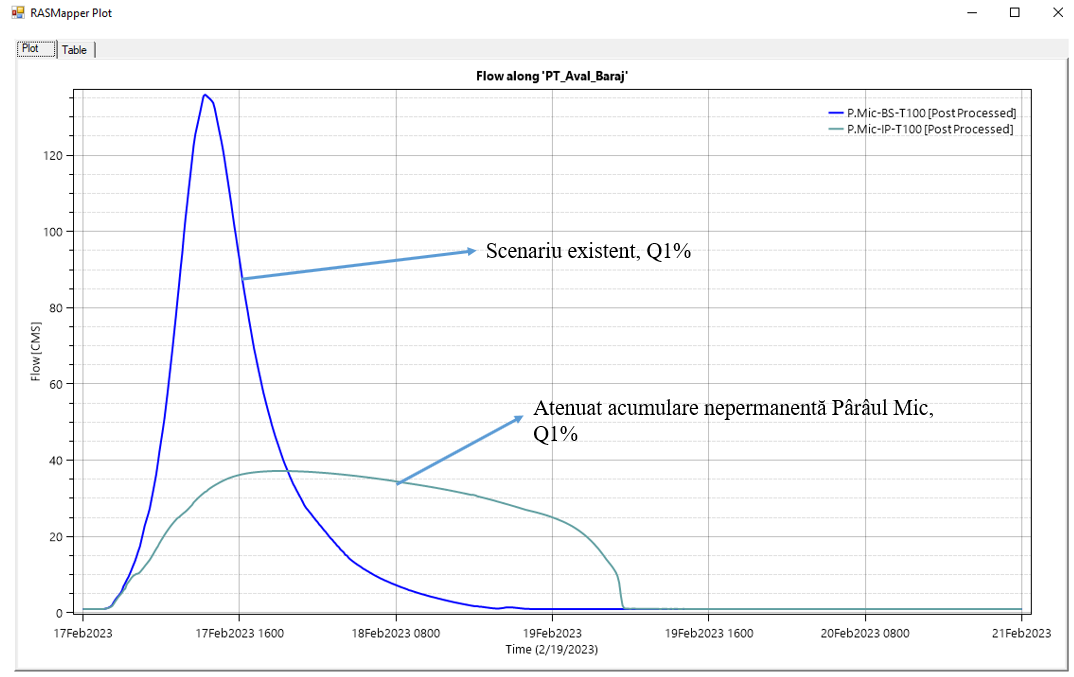 RASMapper Plot
Plot
Table
Flow along 'PT_Aval_Baraj'
P.Mic-BS-T100 [Post Processed]
P.Mic-IP-T100 [Post Processed]
120
100
80
60
40
20
0
Flow [CMS]
Scenariu existent, Q1%
Atenuat acumulare nepermanentă Pârâul Mic,
Q1%
17Feb2023
17Feb2023 1600
18Feb2023 0800
19Feb2023
19Feb2023 1600
20Feb2023 0800
21Feb2023
Time (2/19/2023)